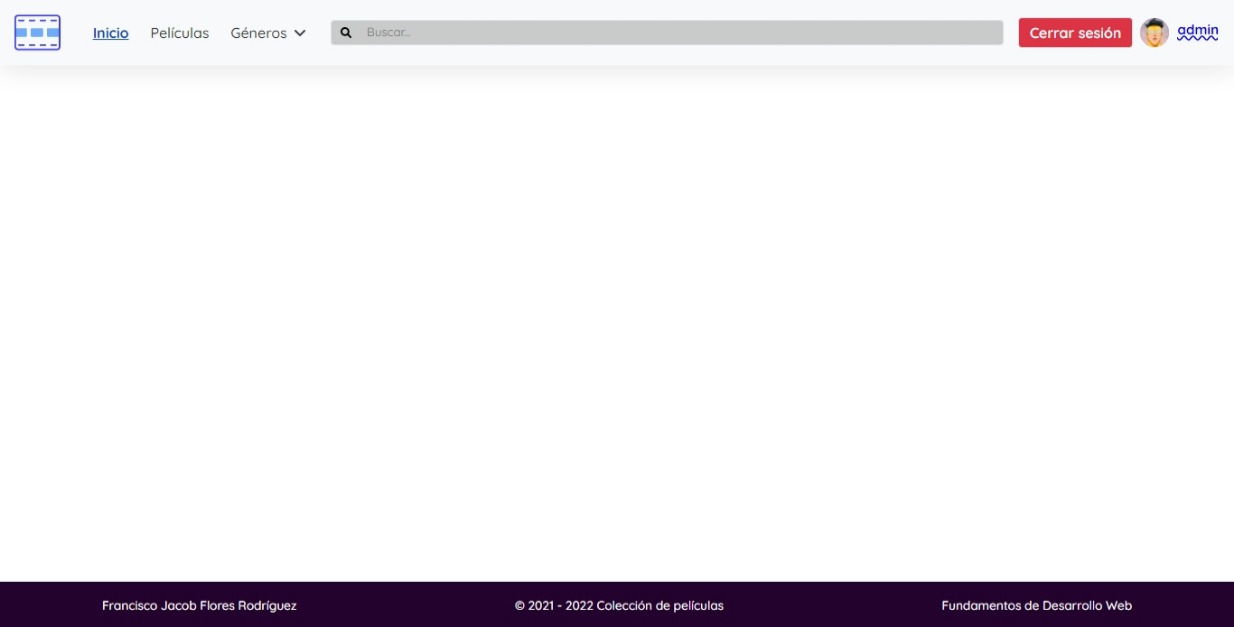 Inicio Películas Géneros Buscar... Cerrar sesión admin
Francisco Jacob Flores Rodríguez © 2021 - 2022 Colección de películas Fundamentos de Desarrollo Web